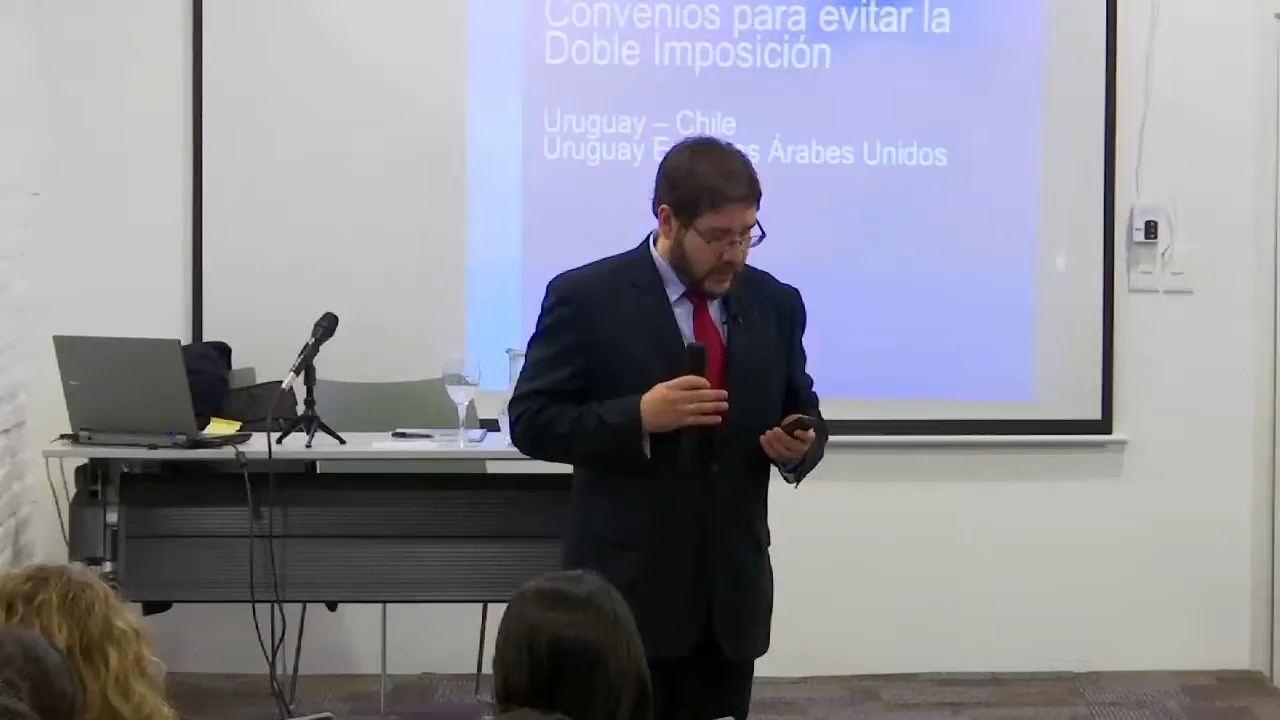 Convenios para evitar la
Doble Imposición
Uruguay – Chile
Uruguay E s Árabes Unidos